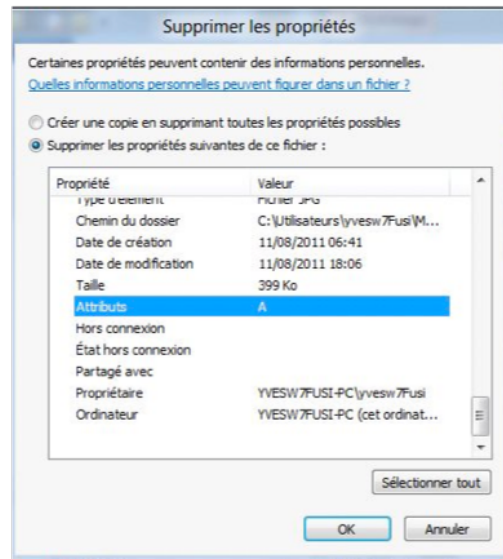 Supprimer les propriétés
Certaines propriétés peuvent contenir des informations personnelles.
Quelles informations personnelles peuvent figurer dans un fichier ?
Créer une copie en supprimant toutes les propriétés possibles
Supprimer les propriétés suivantes de ce fichier :
Propriété Valeur
Type d'élément Fichier JPG
Chemin du dossier C:\Utilisateurs\yvesw7Fusi\M...
Date de création 11/08/2011 06:41
Date de modification 11/08/2011 18:06
Taille 399 Ko
Attributs A
Hors connexion
État hors connexion
Partagé avec
Propriétaire YVESW7FUSI-PC\yvesw7Fusi
Ordinateur YVESW7FUSI-PC (cet ordinat...
Sélectionner tout
OK Annuler